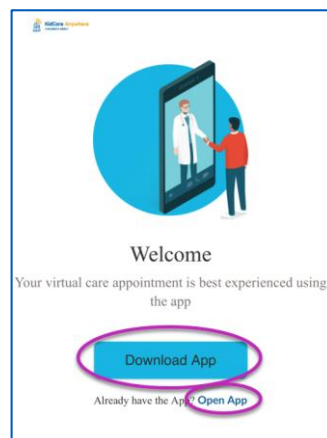 KidCare Anywhere
Welcome
Your virtual care appointment is best experienced using
the app
Download App
Already have the App? Open App